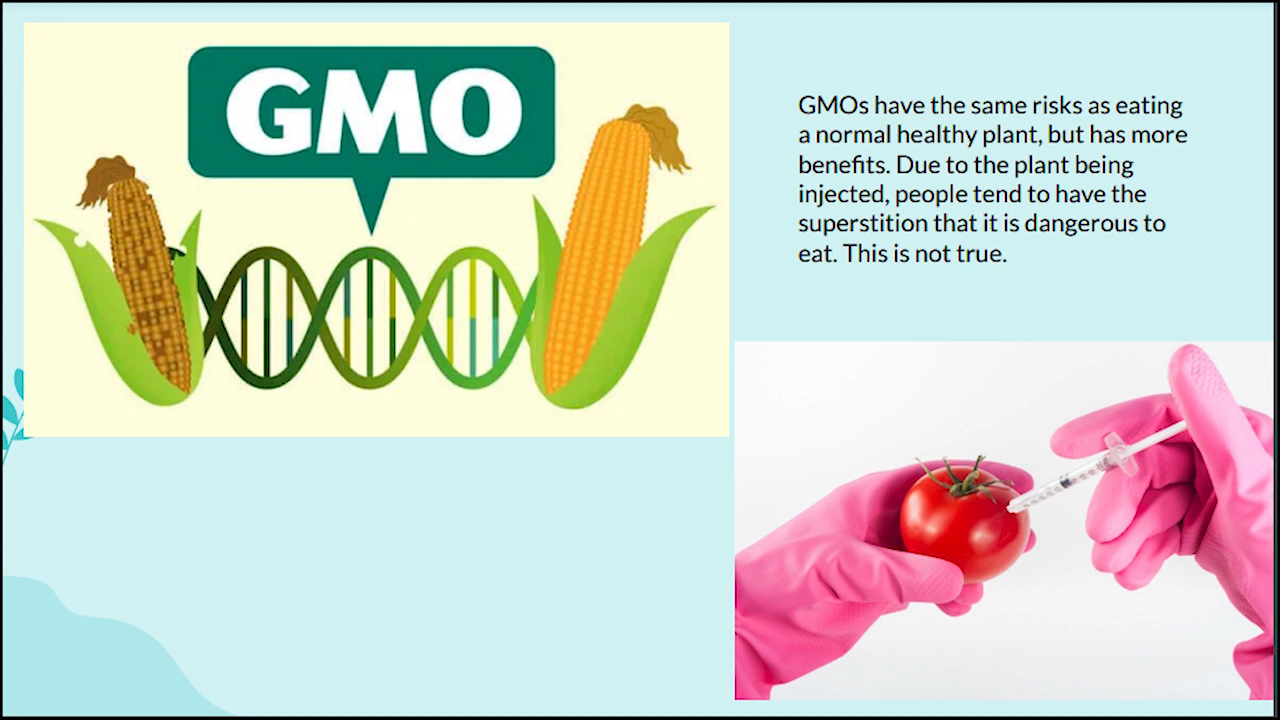 GMO
GMOs have the same risks as eating
a normal healthy plant, but has more
benefits. Due to the plant being
injected, people tend to have the
superstition that it is dangerous to
eat. This is not true.